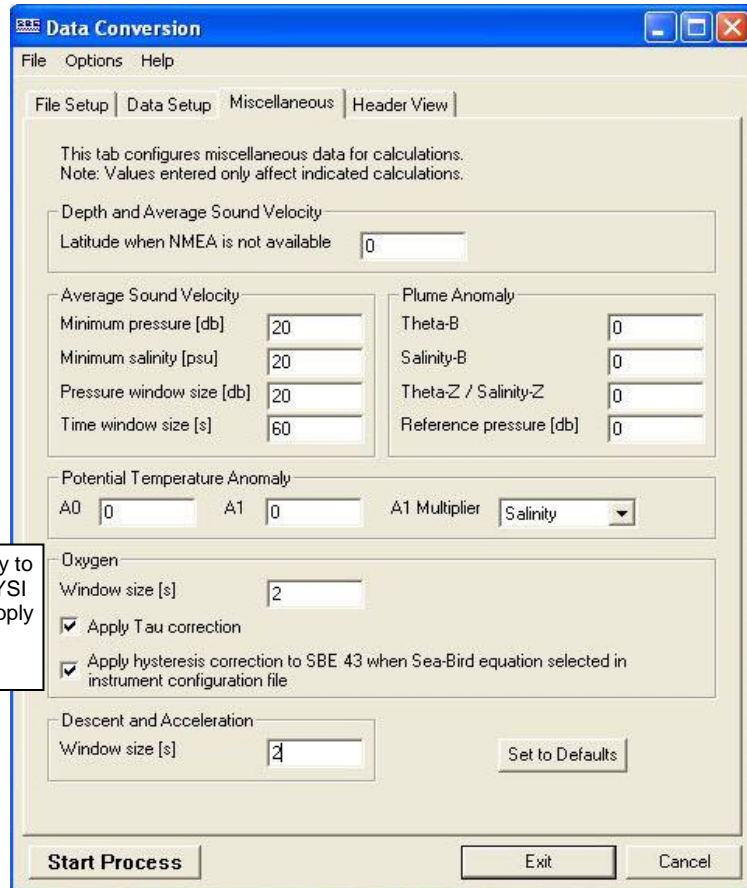 SBE Data Conversion
File Options Help
File Setup Data Setup Miscellaneous Header View
This tab configures miscellaneous data for calculations.
Note: Values entered only affect indicated calculations.
Depth and Average Sound Velocity
Latitude when NMEA is not available 0
Average Sound Velocity
Minimum pressure [db] 20
Minimum salinity [psu] 20
Pressure window size [db] 20
Time window size [s] 60
Plume Anomaly
Theta-B 0
Salinity-B 0
Theta-Z / Salinity-Z 0
Reference pressure [db] 0
Potential Temperature Anomaly
A0 0 A1 0 A1 Multiplier Salinity
y to
YSI
pply
Oxygen
Window size [s] 2
Apply Tau correction
Apply hysteresis correction to SBE 43 when Sea-Bird equation selected in
instrument configuration file
Descent and Acceleration
Window size [s] 2
Set to Defaults
Start Process Exit Cancel